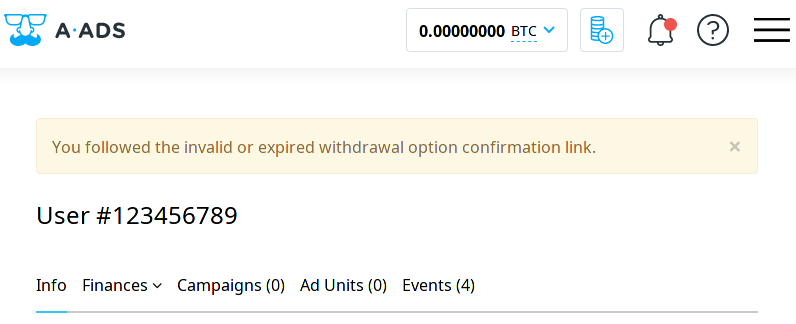 A·ADS 0.00000000 BTC
You followed the invalid or expired withdrawal option confirmation link. ×
User #123456789
Info Finances Campaigns (0) Ad Units (0) Events (4)